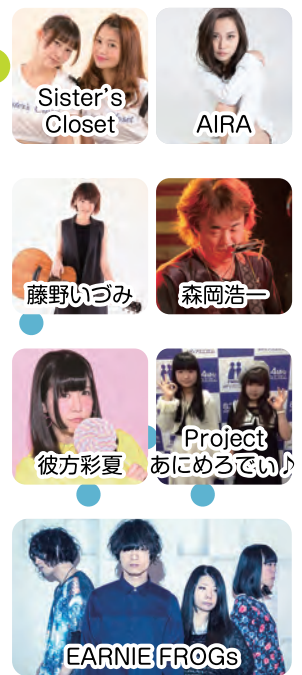 Sister's
Closet
AIRA
藤野いづみ
森岡浩一
彼方彩夏
Project
あにめろでぃ♪
EARNIE FROGs